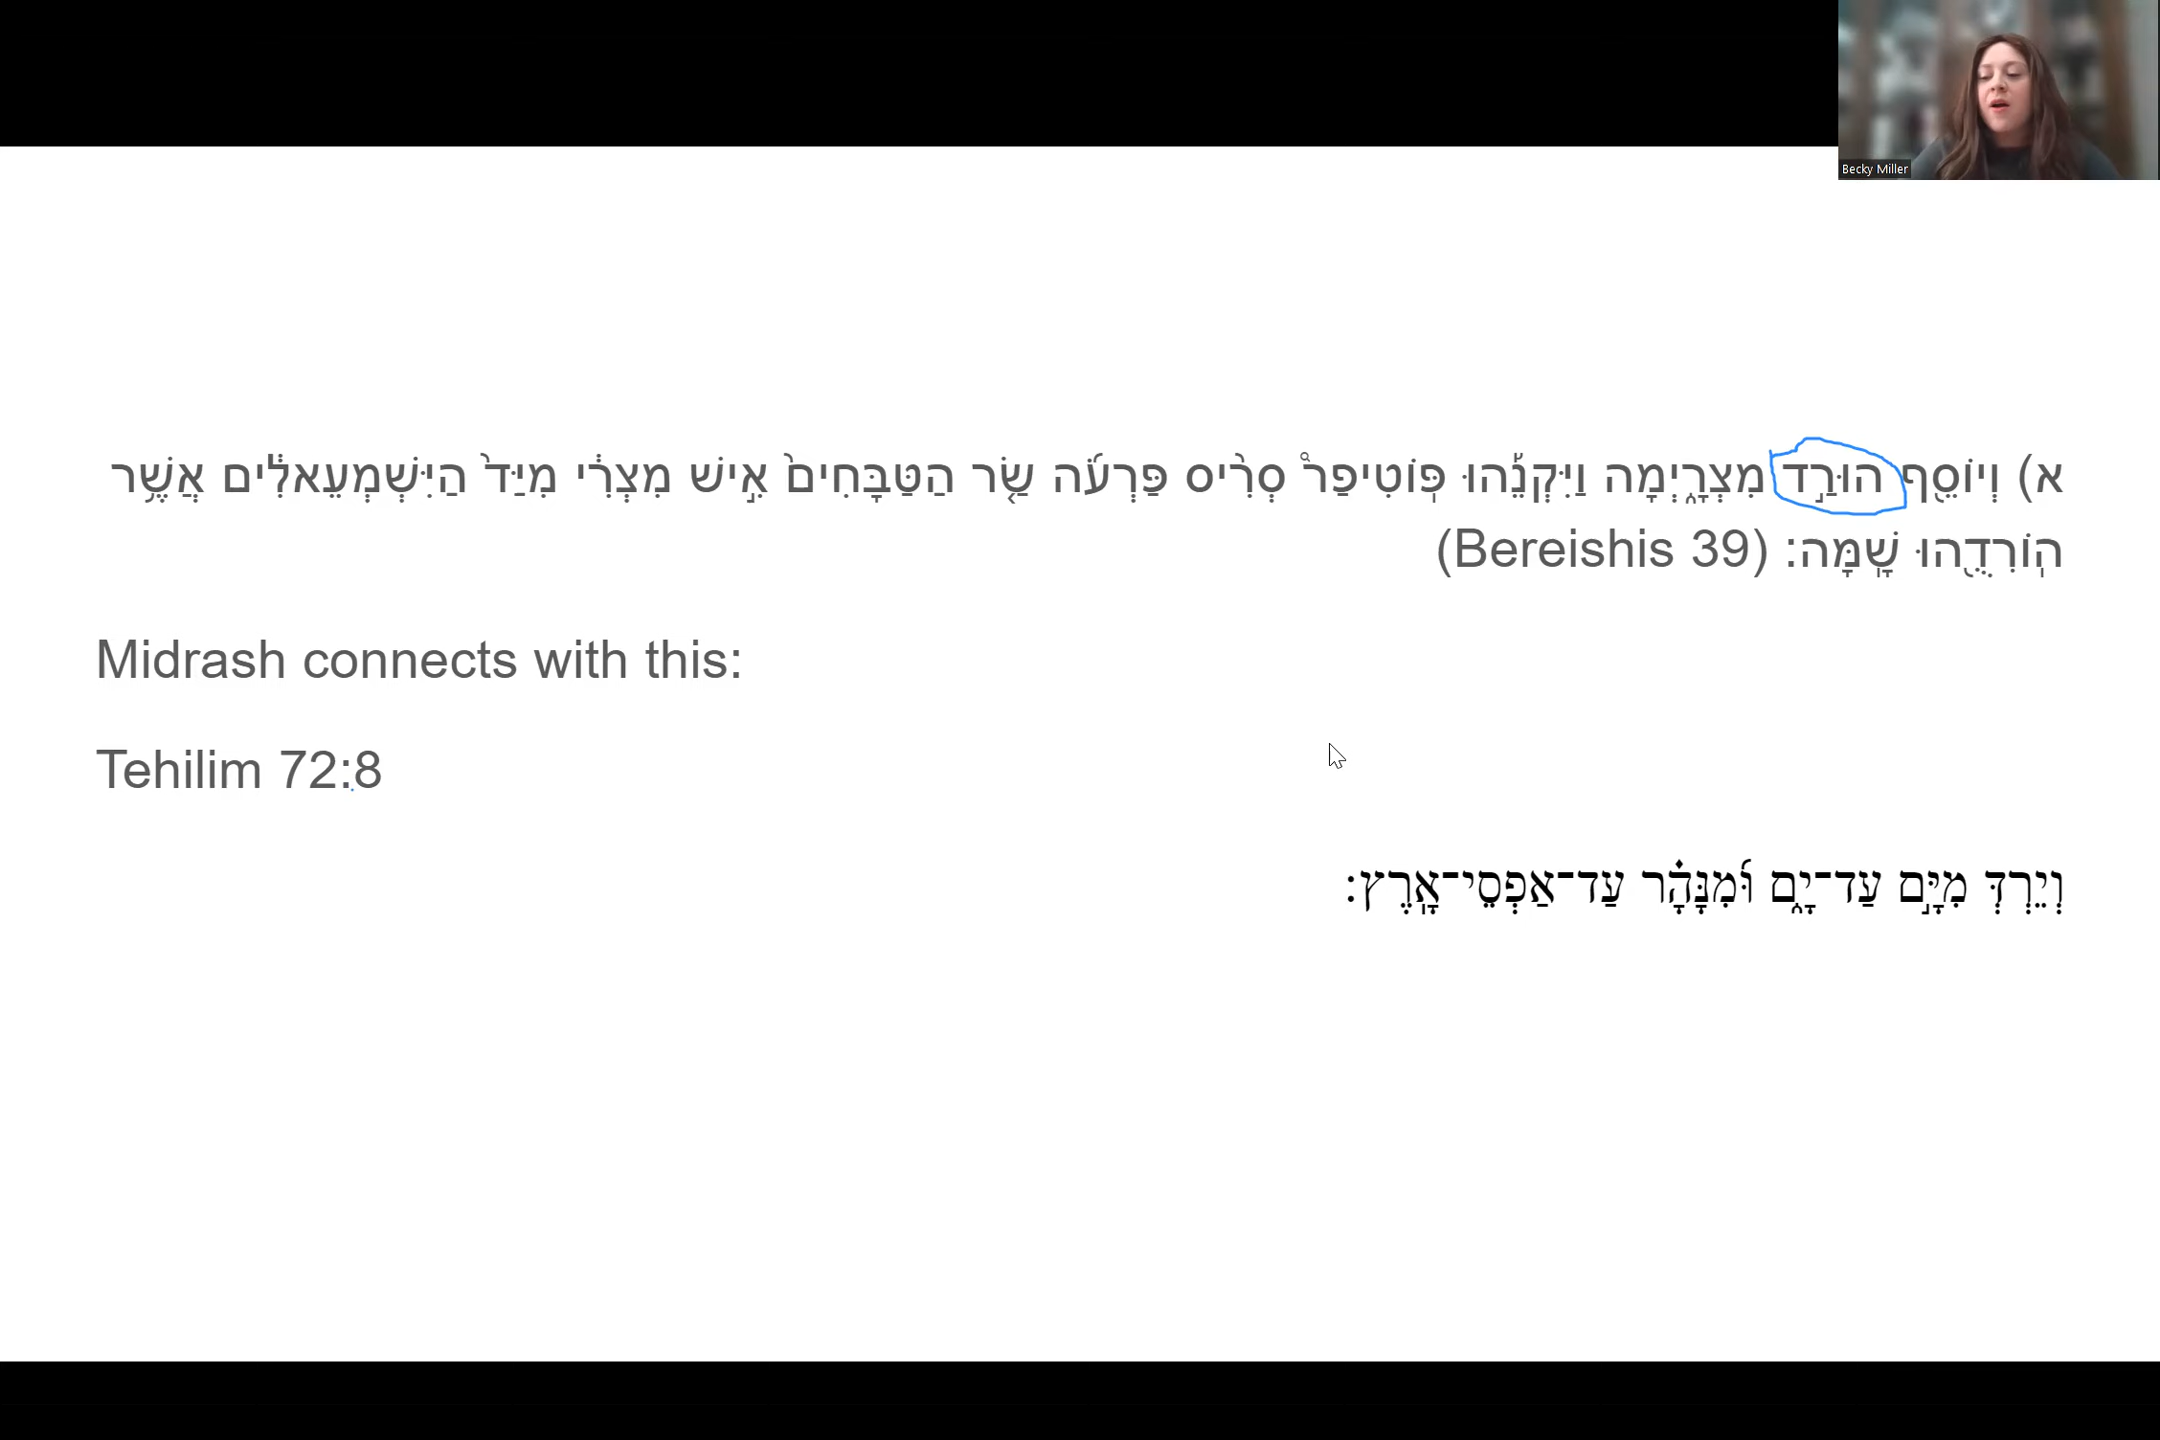 Becky Miller
א) וְיוֹסֵ֖ף הוּרַ֣ד מִצְרָ֑יְמָה וַיִּקְנֵ֡הוּ פּֽוֹטִיפַר֩ סְרִ֨יס פַּרְעֹ֜ה שַׂ֤ר הַטַּבָּחִים֙ אִ֣ישׁ מִצְרִ֔י מִיַּד֙ הַיִּשְׁמְעֵאלִ֔ים אֲשֶׁ֥ר
הֽוֹרִדֻ֖הוּ שָֽׁמָּה: (Bereishis 39)
Midrash connects with this:
Tehilim 72:8
וְיֵרְדְּ מִיָּ֣ם עַד־יָ֑ם וּ֝מִנָּהָ֗ר עַד־אַפְסֵי־אָֽרֶץ: